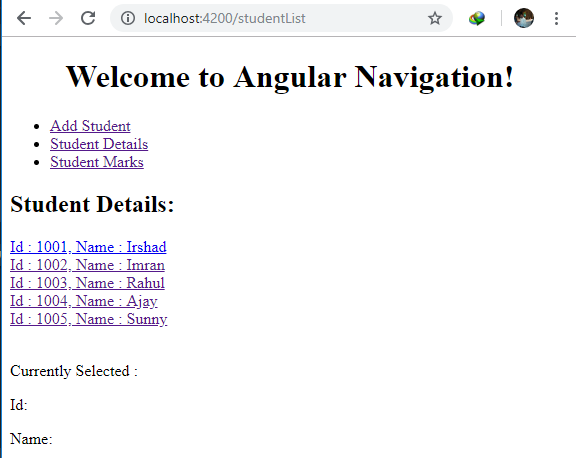 localhost:4200/studentList
Welcome to Angular Navigation!
Add Student
Student Details
Student Marks
Student Details:
Id : 1001, Name : Irshad
Id : 1002, Name : Imran
Id : 1003, Name : Rahul
Id : 1004, Name : Ajay
Id : 1005, Name : Sunny
Currently Selected :
Id:
Name: